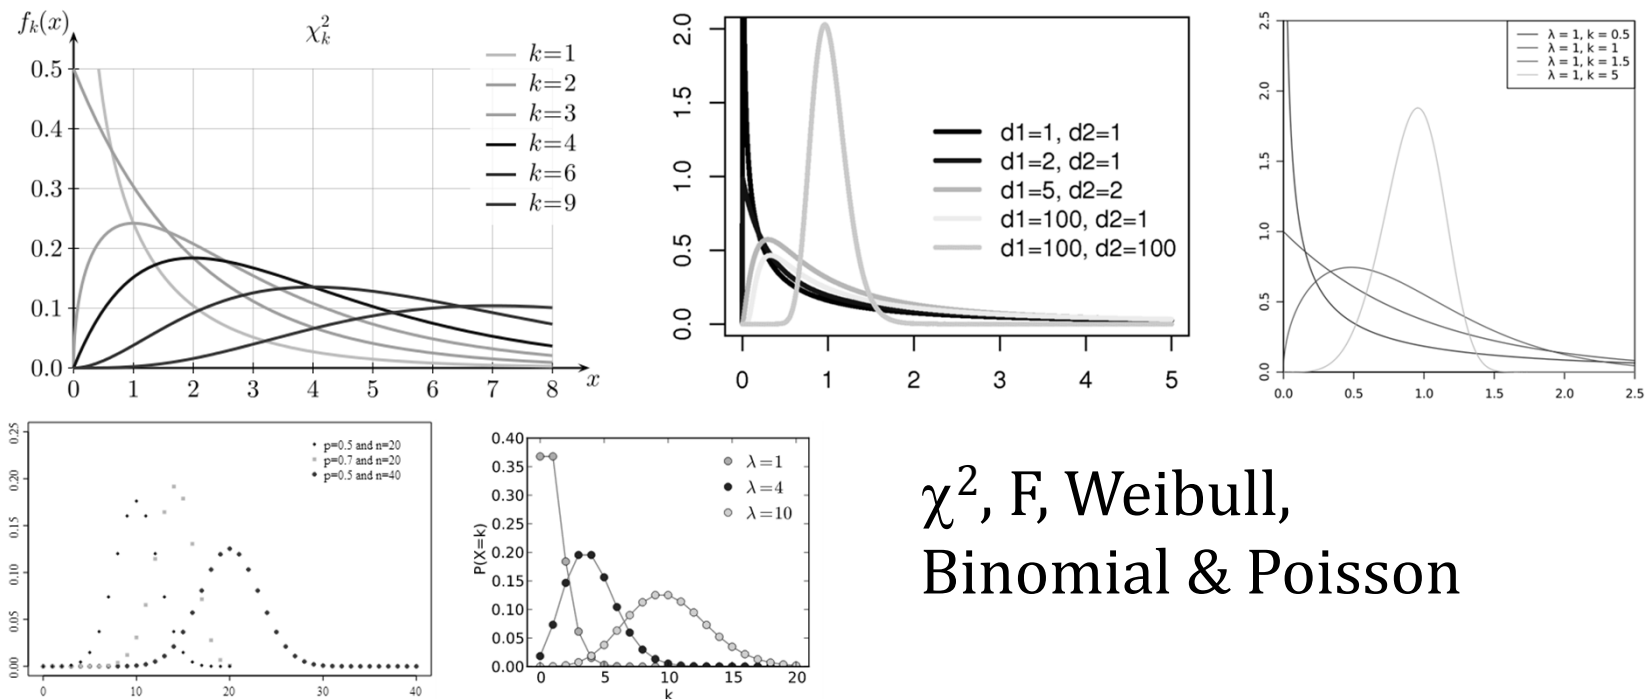 fₖ(x)
χ²ₖ
k=1
k=2
k=3
k=4
k=6
k=9
0.5
0.4
0.3
0.2
0.1
0.0
0 1 2 3 4 5 6 7 8 x
2.0
1.5
1.0
0.5
0.0
d1=1, d2=1
d1=2, d2=1
d1=5, d2=2
d1=100, d2=1
d1=100, d2=100
0 1 2 3 4 5
2.5
2.0
1.5
1.0
0.5
0.0
λ = 1, k = 0.5
λ = 1, k = 1
λ = 1, k = 1.5
λ = 1, k = 5
0.0 0.5 1.0 1.5 2.0 2.5
0.25
0.20
0.15
0.10
0.05
0.00
p=0.5 and n=20
p=0.7 and n=20
p=0.5 and n=40
0 10 20 30 40
P(X=k)
0.40
0.35
0.30
0.25
0.20
0.15
0.10
0.05
0.00
λ=1
λ=4
λ=10
0 5 10 15 20
k
χ², F, Weibull,
Binomial & Poisson